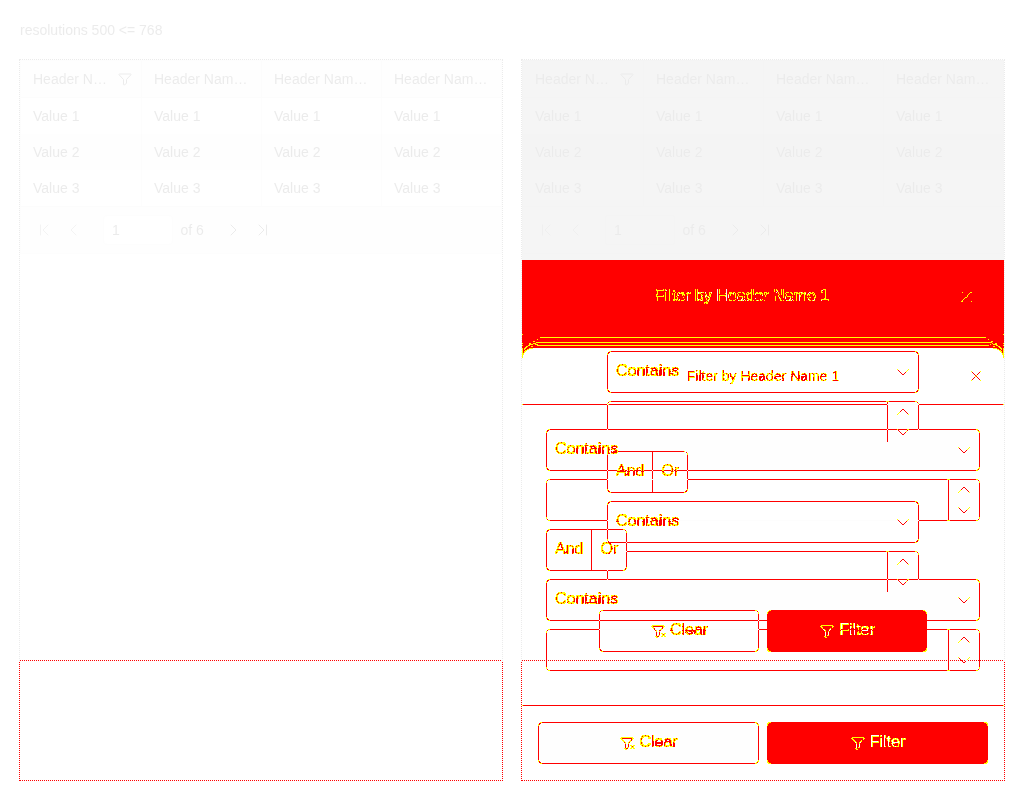 resolutions 500 <= 768
Header N... Header Nam... Header Nam... Header Nam...
Value 1 Value 1 Value 1 Value 1
Value 2 Value 2 Value 2 Value 2
Value 3 Value 3 Value 3 Value 3
1 of 6
Header N... Header Nam... Header Nam... Header Nam...
Value 1 Value 1 Value 1 Value 1
Value 2 Value 2 Value 2 Value 2
Value 3 Value 3 Value 3 Value 3
1 of 6
Filter by Header Name 1
Contains
Filter by Header Name 1
Contains
And Or
Contains
And Or
Contains
Clear Filter
Clear Filter